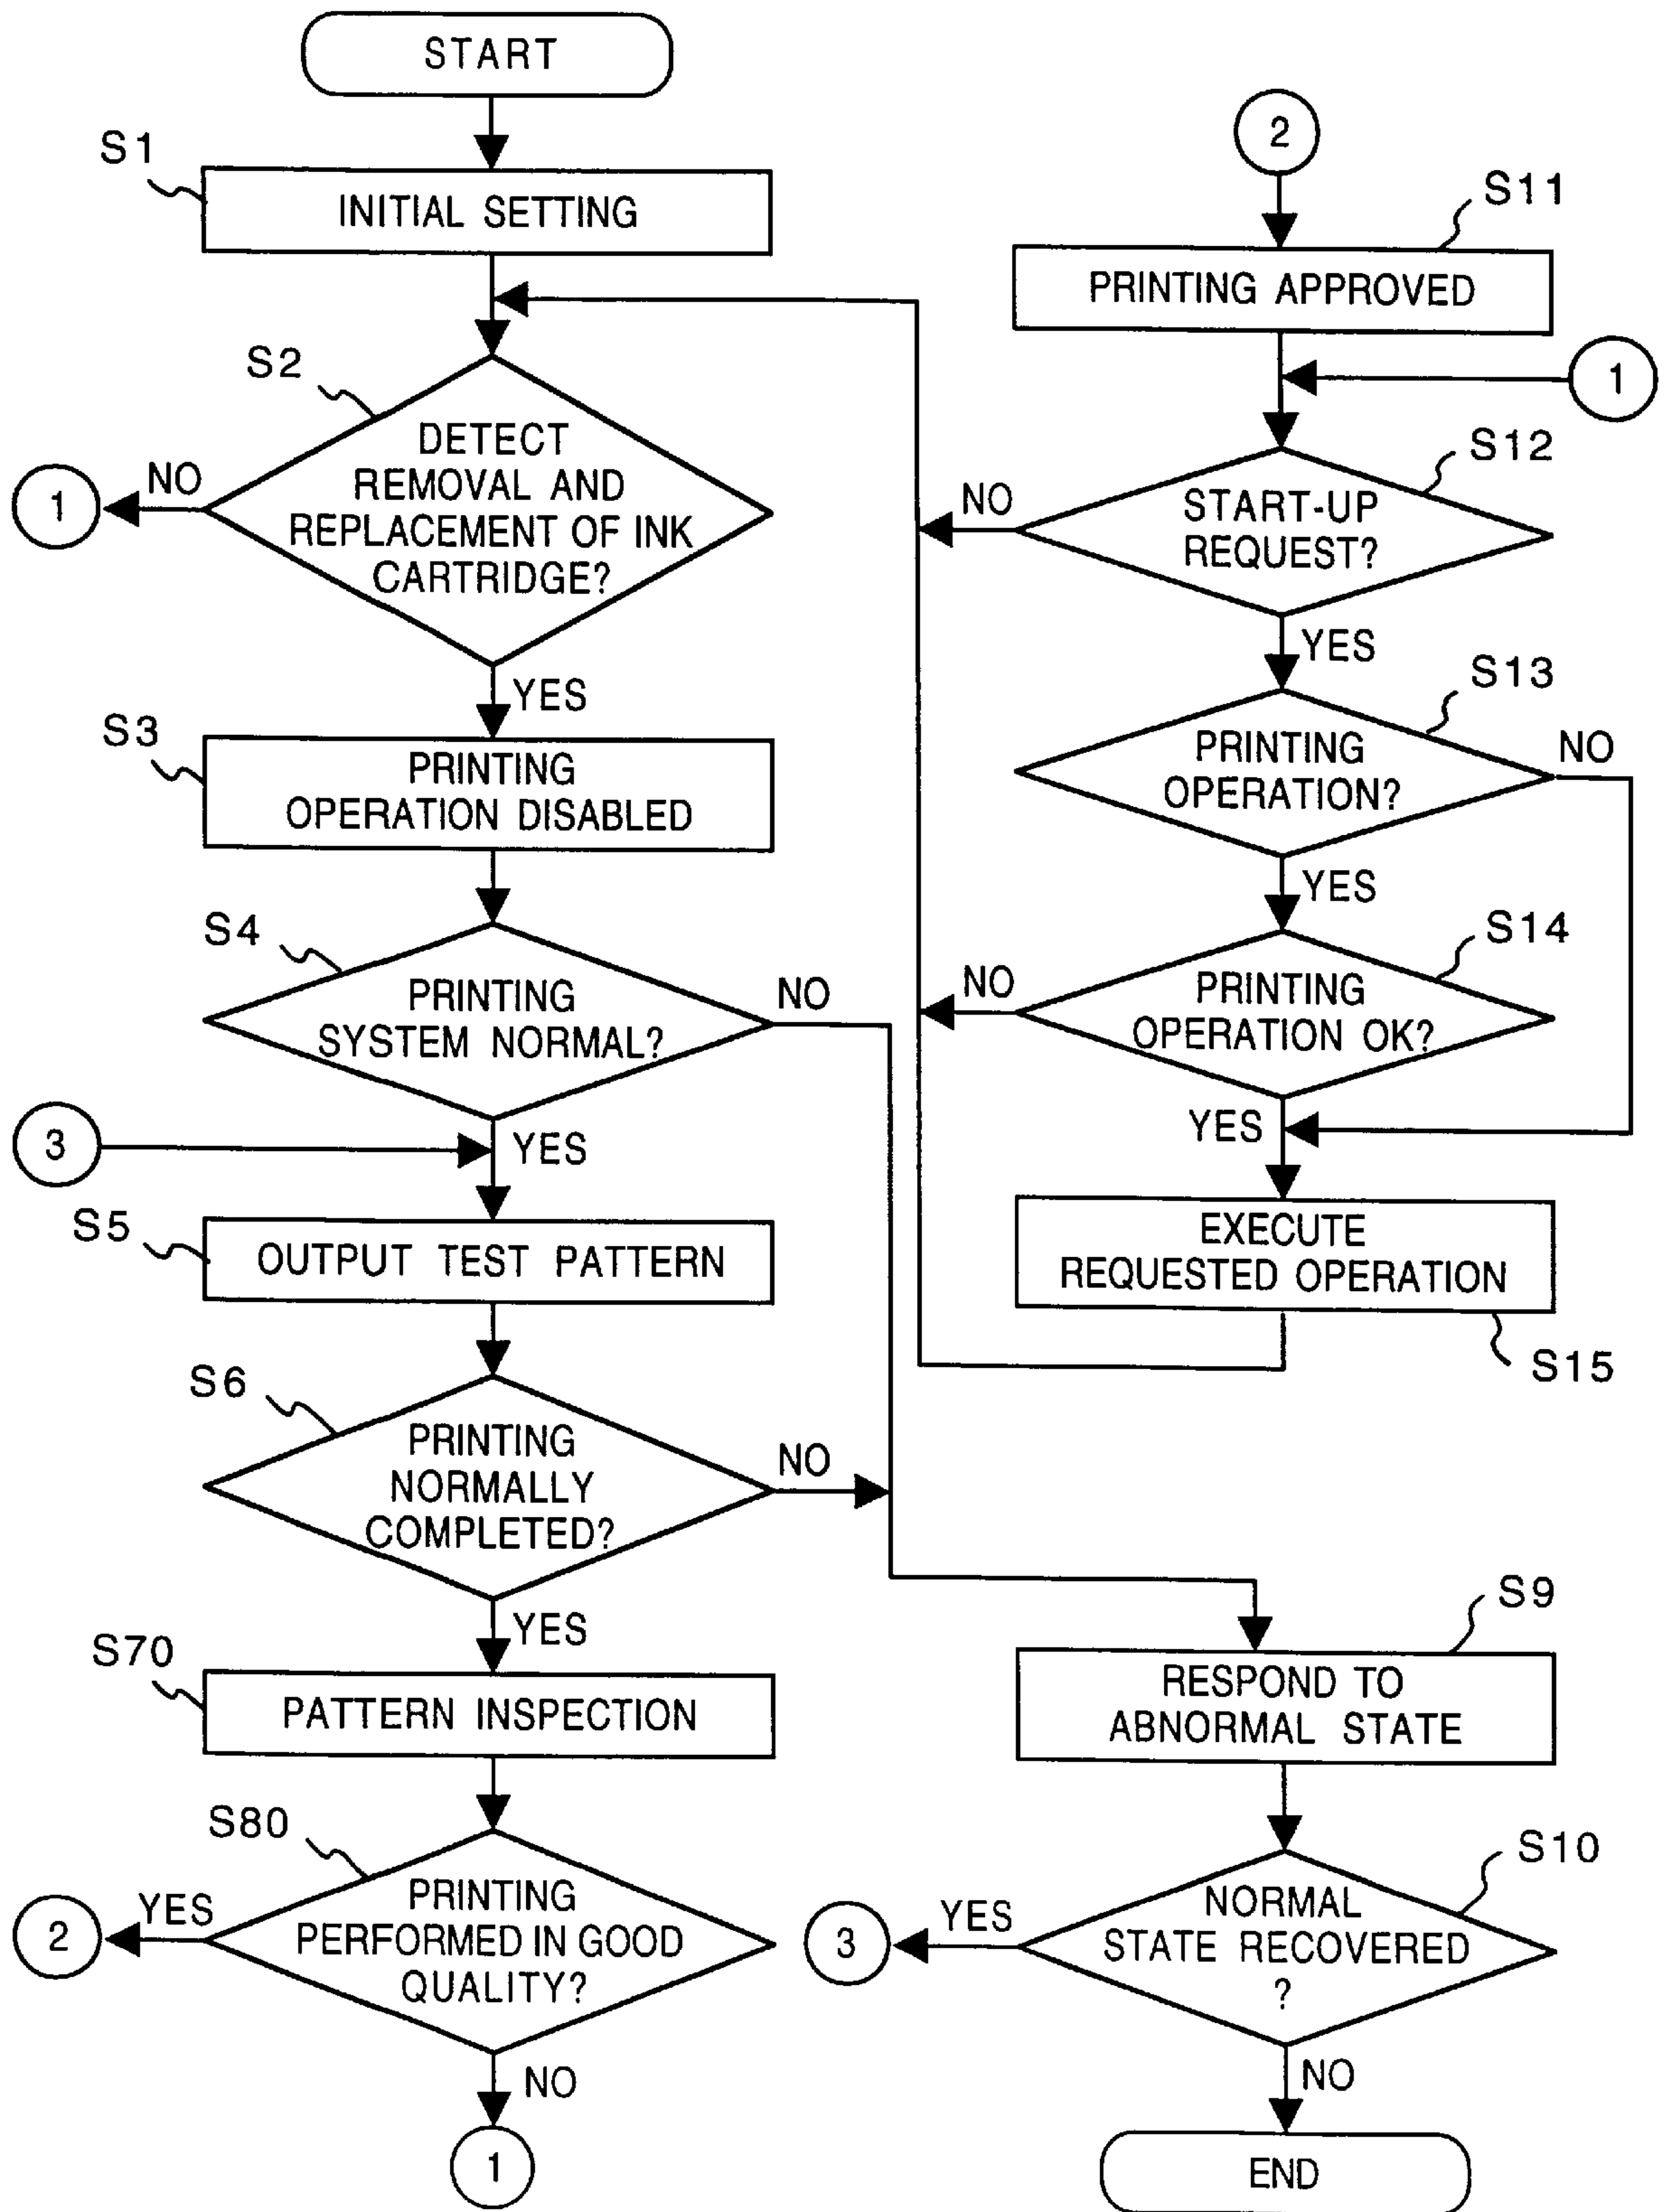 START
S1
INITIAL SETTING
S2
DETECT
REMOVAL AND
REPLACEMENT OF INK
CARTRIDGE?
NO
1
YES
S3
PRINTING
OPERATION DISABLED
S4
PRINTING
SYSTEM NORMAL?
NO
3
YES
S5
OUTPUT TEST PATTERN
S6
PRINTING
NORMALLY
COMPLETED?
NO
YES
S70
PATTERN INSPECTION
S80
PRINTING
PERFORMED IN GOOD
QUALITY?
YES
2
NO
1
2
S11
PRINTING APPROVED
1
S12
START-UP
REQUEST?
NO
YES
S13
PRINTING
OPERATION?
NO
YES
S14
PRINTING
OPERATION OK?
NO
YES
EXECUTE
REQUESTED OPERATION
S15
S9
RESPOND TO
ABNORMAL STATE
S10
NORMAL
STATE RECOVERED
?
YES
3
NO
END